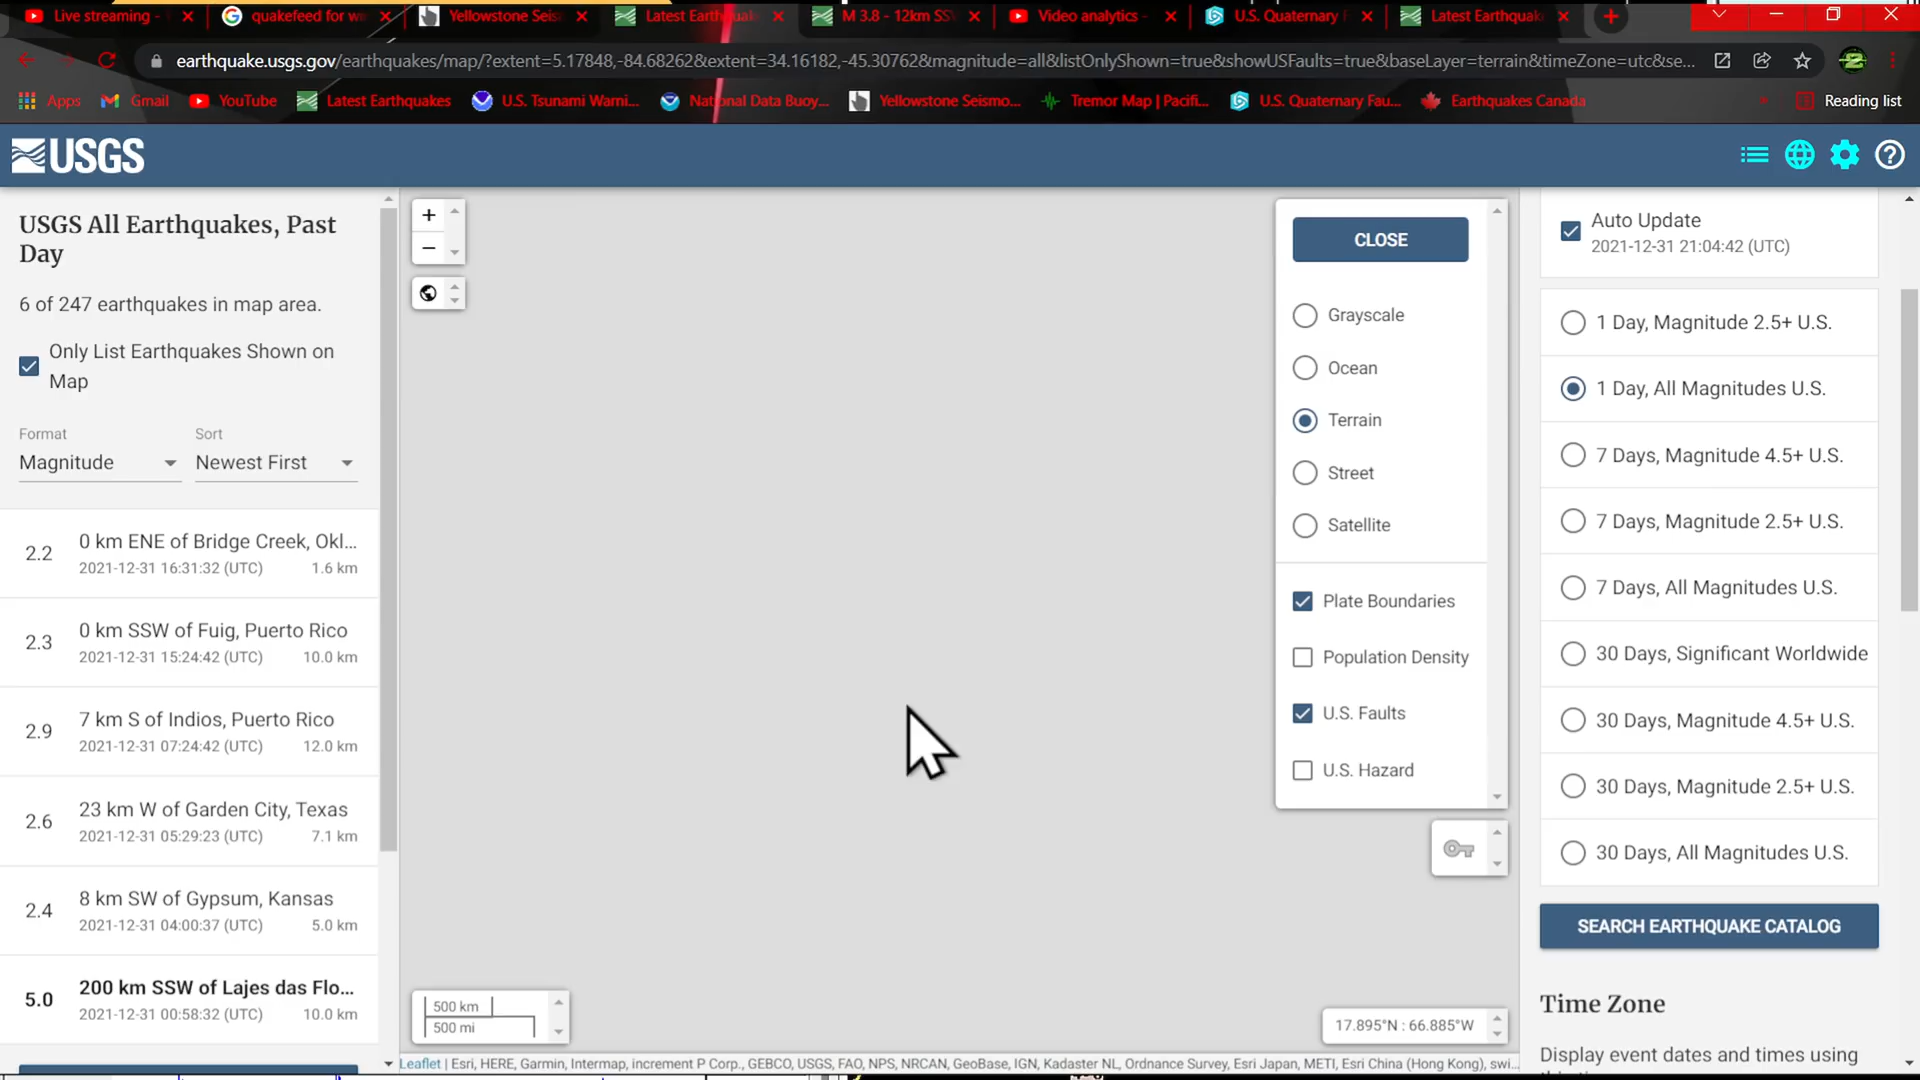 Live streaming -
quakefeed for w
Yellowstone Seis
Latest Earthquak
M 3.8 - 12km SS
Video analytics -
U.S. Quaternary F
Latest Earthquak
earthquake.usgs.gov/earthquakes/map/?extent=5.17848,-84.68262&extent=34.16182,-45.30762&magnitude=all&listOnlyShown=true&showUSFaults=true&baseLayer=terrain&timeZone=utc&se...
Apps
Gmail
YouTube
Latest Earthquakes
U.S. Tsunami Warni...
National Data Buoy...
Yellowstone Seismo...
Tremor Map | Pacifi...
U.S. Quaternary Fau...
Earthquakes Canada
»
Reading list
USGS
USGS All Earthquakes, Past
Day
6 of 247 earthquakes in map area.
Only List Earthquakes Shown on
Map
Format
Sort
Magnitude
Newest First
2.2
0 km ENE of Bridge Creek, Okl...
2021-12-31 16:31:32 (UTC)
1.6 km
2.3
0 km SSW of Fuig, Puerto Rico
2021-12-31 15:24:42 (UTC)
10.0 km
2.9
7 km S of Indios, Puerto Rico
2021-12-31 07:24:42 (UTC)
12.0 km
2.6
23 km W of Garden City, Texas
2021-12-31 05:29:23 (UTC)
7.1 km
2.4
8 km SW of Gypsum, Kansas
2021-12-31 04:00:37 (UTC)
5.0 km
5.0
200 km SSW of Lajes das Flo...
2021-12-31 00:58:32 (UTC)
10.0 km
+
−
CLOSE
Grayscale
Ocean
Terrain
Street
Satellite
Plate Boundaries
Population Density
U.S. Faults
U.S. Hazard
500 km
500 mi
17.895°N : 66.885°W
Leaflet | Esri, HERE, Garmin, Intermap, increment P Corp., GEBCO, USGS, FAO, NPS, NRCAN, GeoBase, IGN, Kadaster NL, Ordnance Survey, Esri Japan, METI, Esri China (Hong Kong), swi...
Auto Update
2021-12-31 21:04:42 (UTC)
1 Day, Magnitude 2.5+ U.S.
1 Day, All Magnitudes U.S.
7 Days, Magnitude 4.5+ U.S.
7 Days, Magnitude 2.5+ U.S.
7 Days, All Magnitudes U.S.
30 Days, Significant Worldwide
30 Days, Magnitude 4.5+ U.S.
30 Days, Magnitude 2.5+ U.S.
30 Days, All Magnitudes U.S.
SEARCH EARTHQUAKE CATALOG
Time Zone
Display event dates and times using